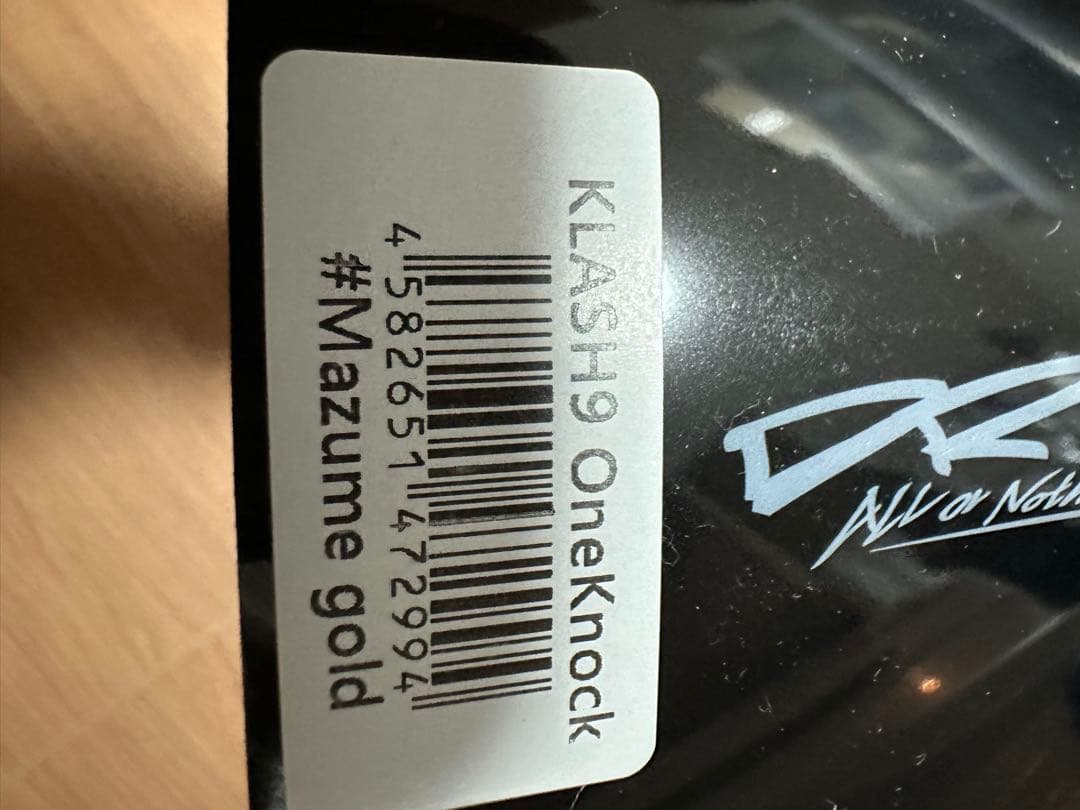 KLASH9 OneKnock
4 582651 472994
#Mazume gold
ALL or Noth